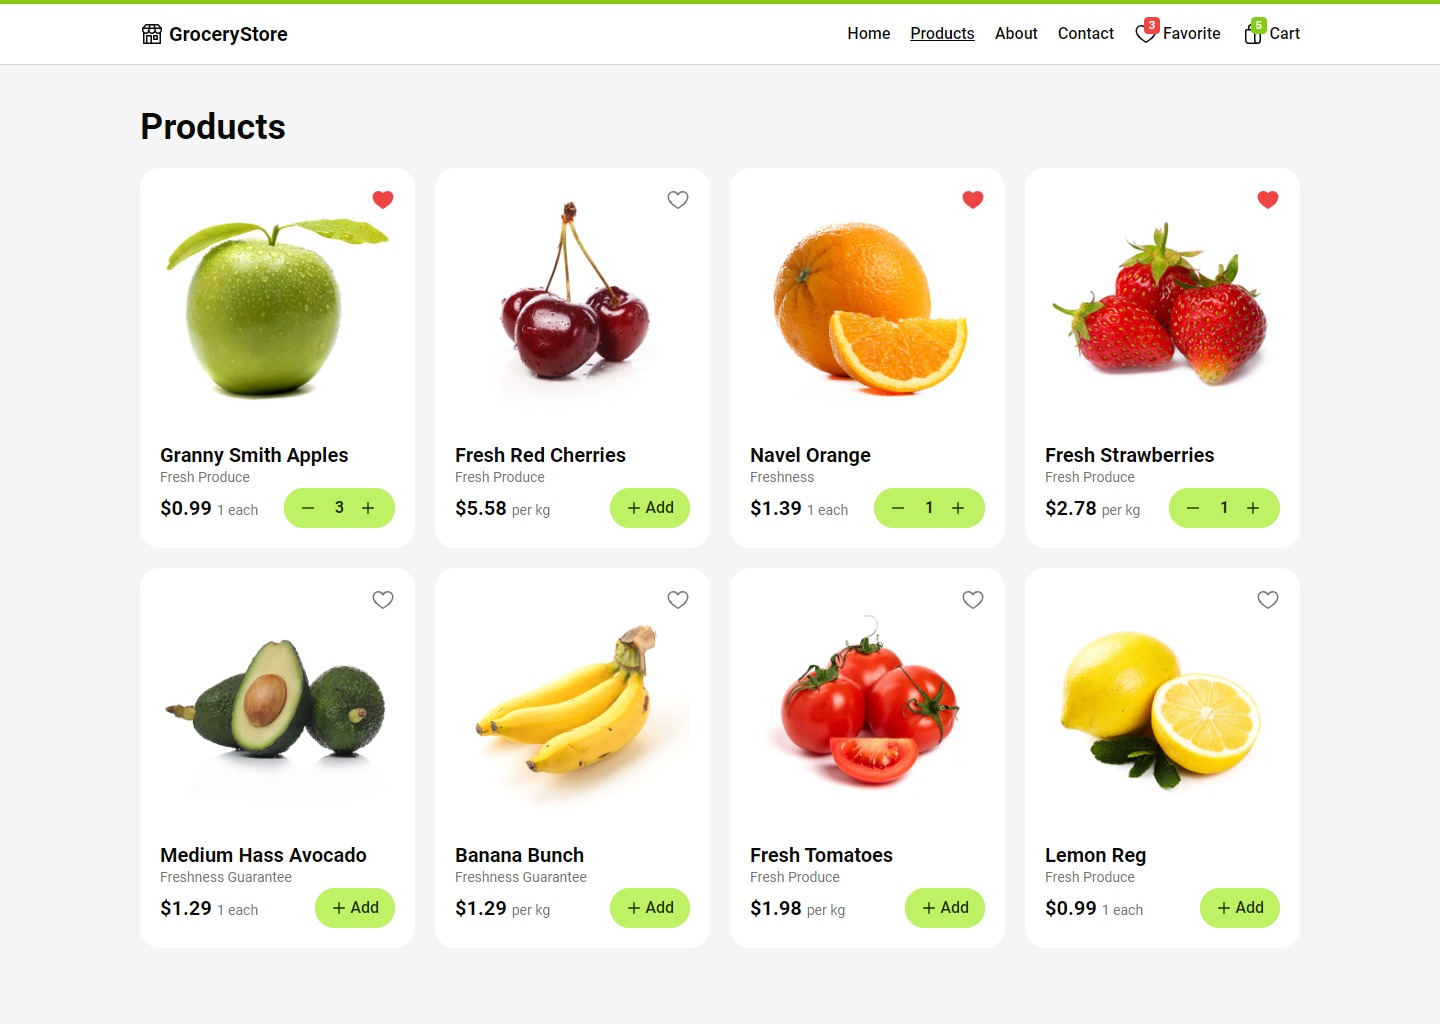 GroceryStore
Home Products About Contact 3 Favorite 5 Cart
Products
Granny Smith Apples
Fresh Produce
$0.99 1 each − 3 +
Fresh Red Cherries
Fresh Produce
$5.58 per kg + Add
Navel Orange
Freshness
$1.39 1 each − 1 +
Fresh Strawberries
Fresh Produce
$2.78 per kg − 1 +
Medium Hass Avocado
Freshness Guarantee
$1.29 1 each + Add
Banana Bunch
Freshness Guarantee
$1.29 per kg + Add
Fresh Tomatoes
Fresh Produce
$1.98 per kg + Add
Lemon Reg
Fresh Produce
$0.99 1 each + Add